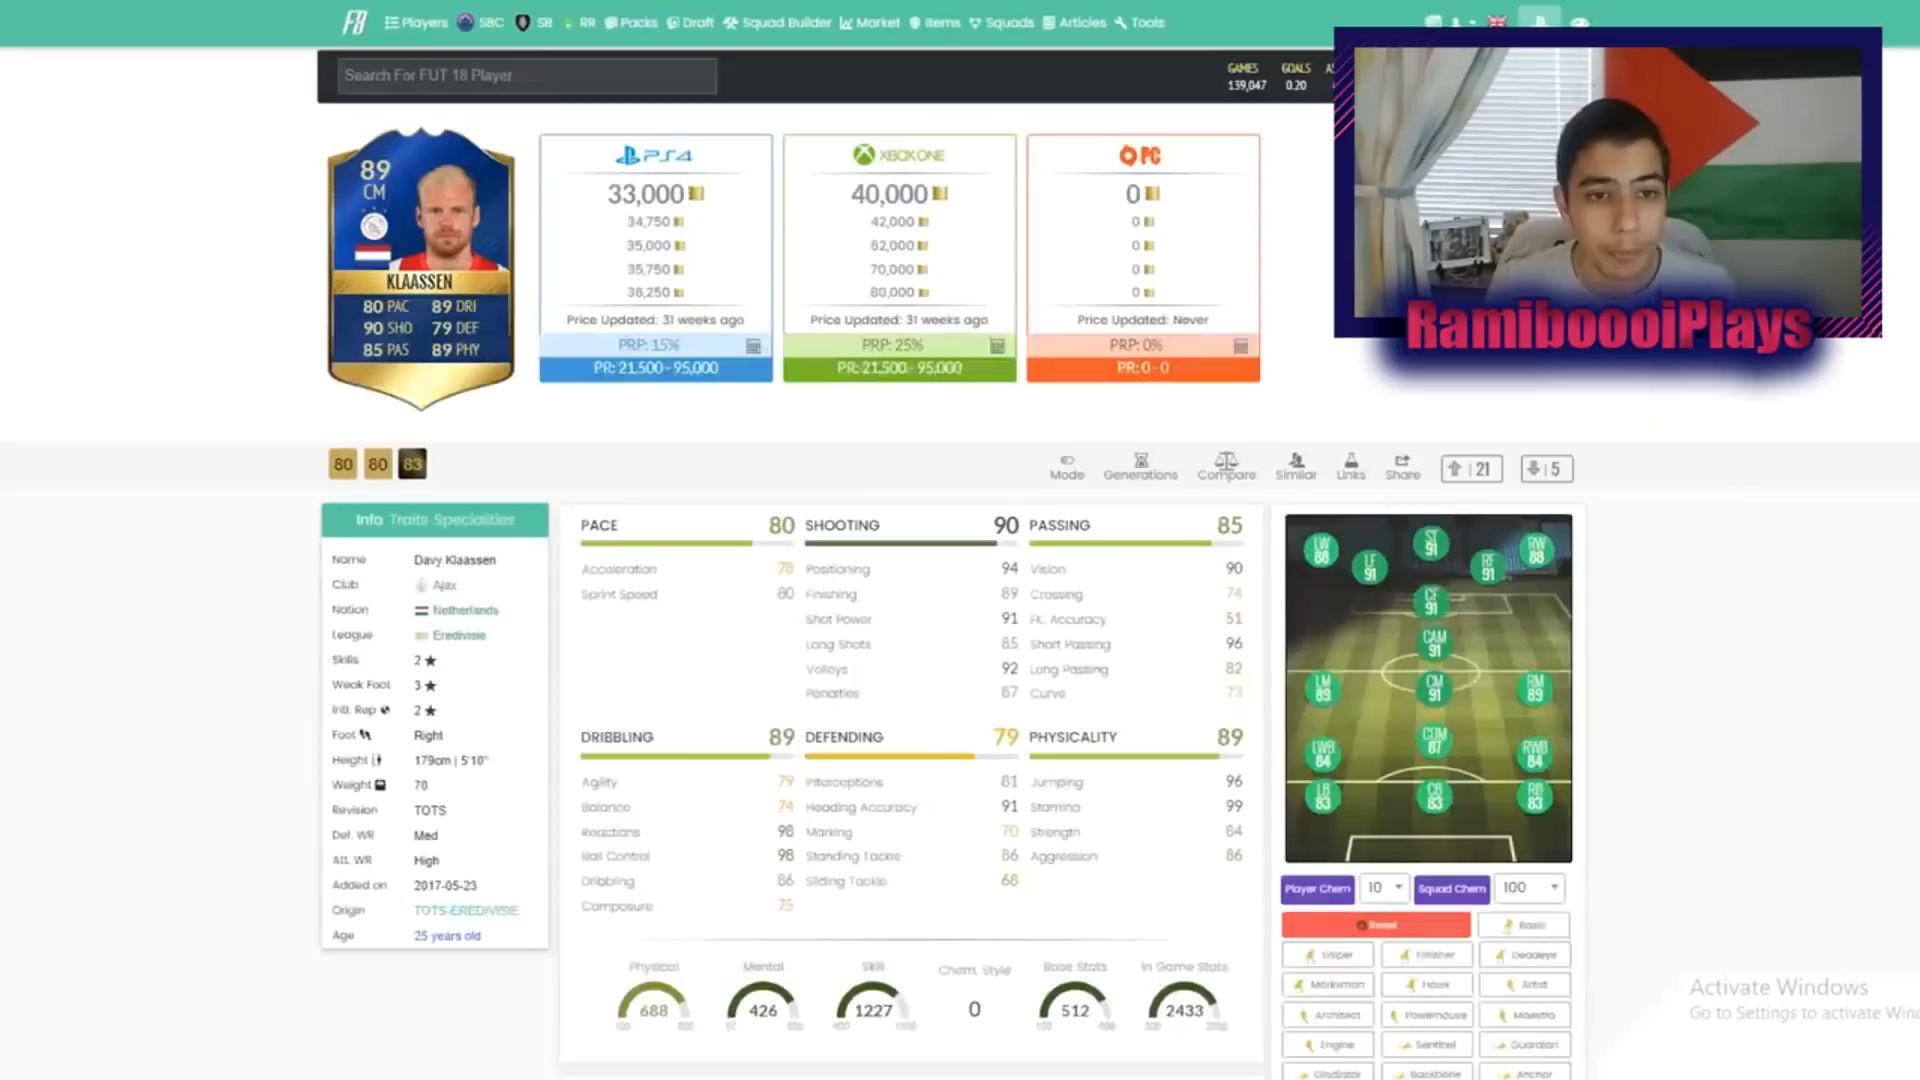 Players SBC SB RR Packs Draft Squad Builder Market Items Squads Articles Tools
Search For FUT 18 Player
GAMES GOALS
139,047 0.20
RamiboooiPlays
89
CM
KLAASSEN
80 PAC 89 DRI
90 SHO 79 DEF
85 PAS 89 PHY
PS4
33,000
34,750
35,000
35,750
36,250
Price Updated: 31 weeks ago
PRP: 15%
PR: 21,500 - 95,000
XBOX ONE
40,000
42,000
62,000
70,000
80,000
Price Updated: 31 weeks ago
PRP: 25%
PR: 21,500 - 95,000
PC
0
0
0
0
0
Price Updated: Never
PRP: 0%
PR: 0 - 0
80 80 83
Mode Generations Compare Similar Links Share 21 5
Info Traits Specialities
Name Davy Klaassen
Club Ajax
Nation Netherlands
League Eredivisie
Skills 2
Weak Foot 3
Intl. Rep 2
Foot Right
Height 179cm | 5'10"
Weight 70
Revision TOTS
Def. WR Med
Att. WR High
Added on 2017-05-23
Origin TOTS-EREDIVISIE
Age 25 years old
PACE 80
Acceleration 78
Sprint Speed 80
SHOOTING 90
Positioning 94
Finishing 89
Shot Power 91
Long Shots 85
Volleys 92
Penalties 87
PASSING 85
Vision 90
Crossing 74
FK. Accuracy 51
Short Passing 96
Long Passing 82
Curve 73
DRIBBLING 89
Agility 79
Balance 74
Reactions 98
Ball Control 98
Dribbling 86
Composure 75
DEFENDING 79
Interceptions 81
Heading Accuracy 91
Marking 70
Standing Tackle 86
Sliding Tackle 68
PHYSICALITY 89
Jumping 96
Stamina 99
Strength 84
Aggression 86
Physical Mental Skill Chem. Style Base Stats In Game Stats
688 426 1227 0 512 2433
LW 88
LF 91
ST 91
RF 91
RW 88
CF 91
CAM 91
LM 89
CM 91
RM 89
LWB 84
CDM 87
RWB 84
LB 83
CB 83
RB 83
Player Chem 10 Squad Chem 100
Reset Basic
Sniper Finisher Deadeye
Marksman Hawk Artist
Architect Powerhouse Maestro
Engine Sentinel Guardian
Gladiator Backbone Anchor
Activate Windows
Go to Settings to activate